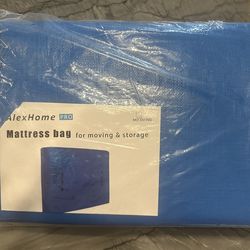 AlexHome PRO
Mattress bag for moving & storage